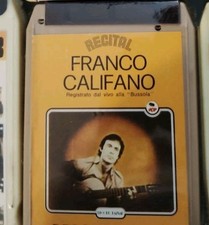 RECITAL
FRANCO
CALIFANO
Registrato dal vivo alla "Bussola"